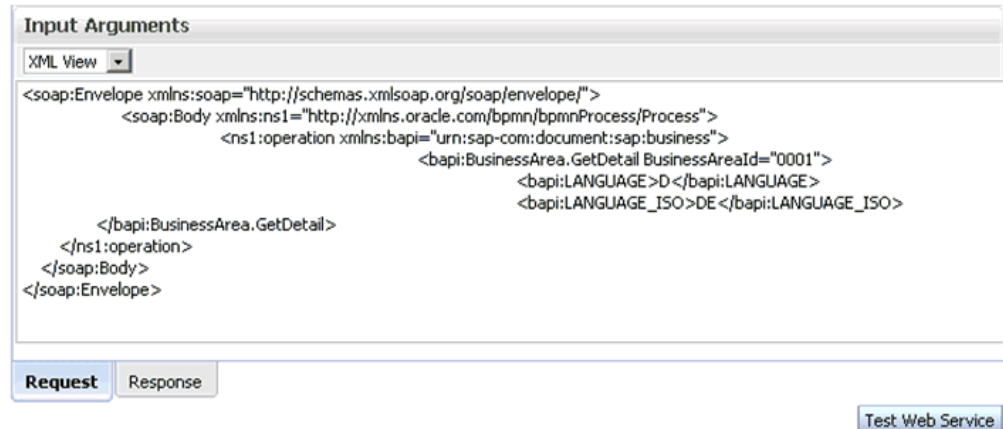 Input Arguments
XML View
<soap:Envelope xmlns:soap="http://schemas.xmlsoap.org/soap/envelope/">
<soap:Body xmlns:ns1="http://xmlns.oracle.com/bpmn/bpmnProcess/Process">
<ns1:operation xmlns:bapi="urn:sap-com:document:sap:business">
<bapi:BusinessArea.GetDetail BusinessAreaId="0001">
<bapi:LANGUAGE>D</bapi:LANGUAGE>
<bapi:LANGUAGE_ISO>DE</bapi:LANGUAGE_ISO>
</bapi:BusinessArea.GetDetail>
</ns1:operation>
</soap:Body>
</soap:Envelope>
Request Response
Test Web Service